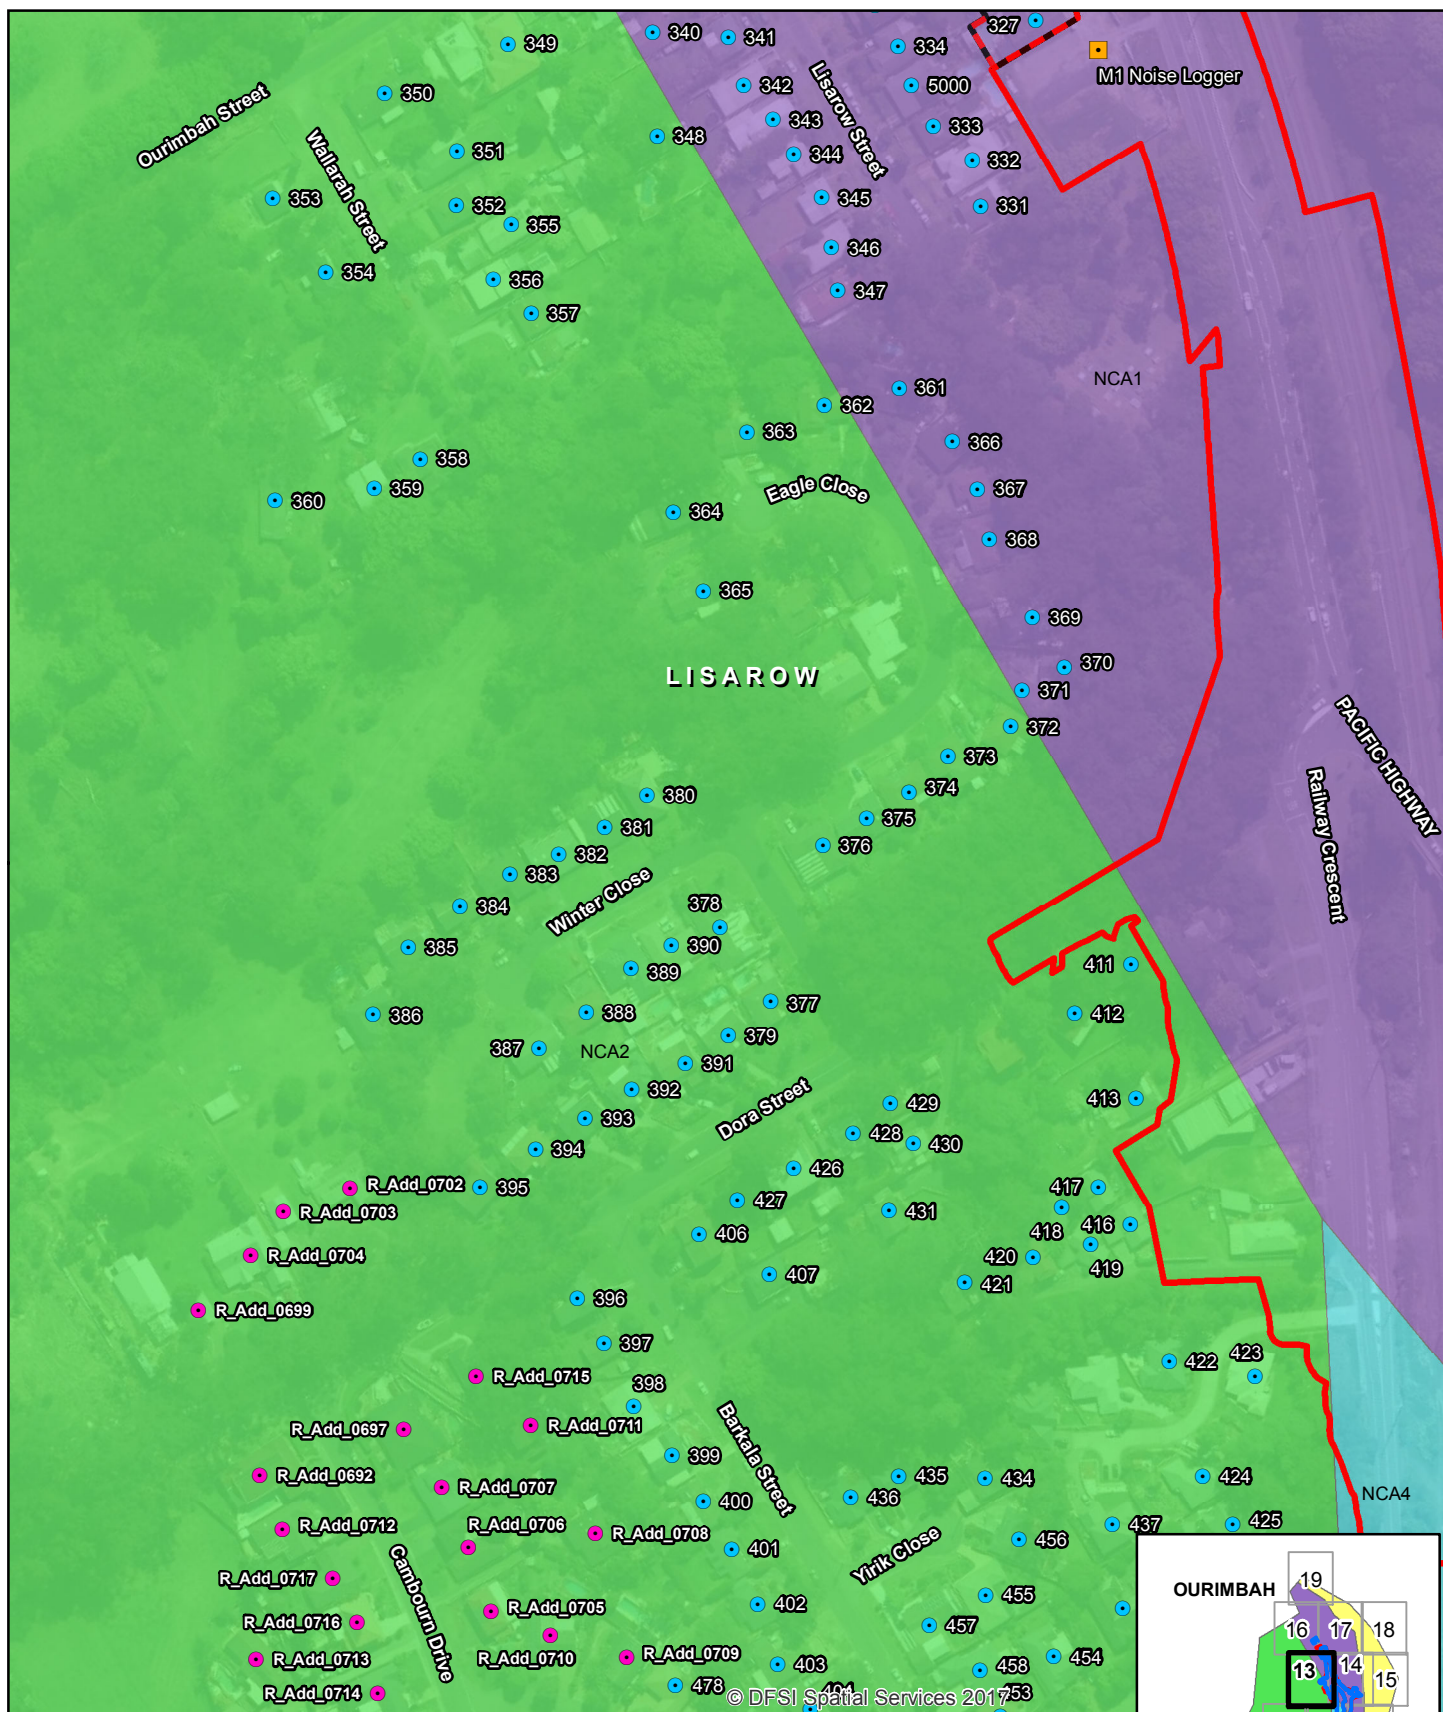 327
340
341
334
349
M1 Noise Logger
342
5000
350
Ourimbah Street
Lisarow Street
343
333
348
344
332
351
Wallarah Street
353
345
352
331
355
346
354
356
347
357
NCA1
361
362
363
366
358
359
367
Eagle Close
360
364
368
365
369
370
LISAROW
371
372
373
PACIFIC HIGHWAY
374
380
375
381
Railway Crescent
376
382
383
Winter Close
384
378
385
390
411
389
377
388
412
386
379
387
NCA2
391
392
429
413
Dora Street
393
428
430
394
426
R_Add_0702
395
417
427
R_Add_0703
431
418
416
406
R_Add_0704
420
419
407
421
396
R_Add_0699
397
422
423
R_Add_0715
398
R_Add_0711
R_Add_0697
Barkala Street
399
R_Add_0692
435
434
424
R_Add_0707
436
NCA4
400
R_Add_0712
R_Add_0706
R_Add_0708
437
425
456
401
Yirik Close
Cambourn Drive
R_Add_0717
OURIMBAH
19
402
455
R_Add_0705
R_Add_0716
457
16
17
18
R_Add_0710
R_Add_0709
R_Add_0713
403
458
454
13
14
15
478
R_Add_0714
404
© DFSI Spatial Services 2017
453